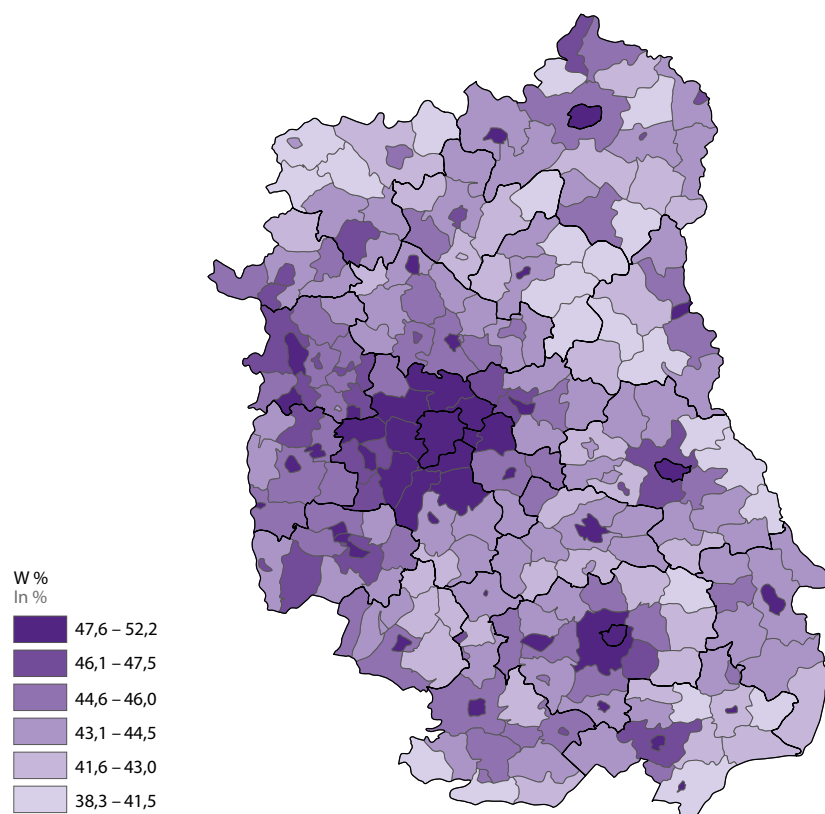 W %
In %
47,6 – 52,2
46,1 – 47,5
44,6 – 46,0
43,1 – 44,5
41,6 – 43,0
38,3 – 41,5